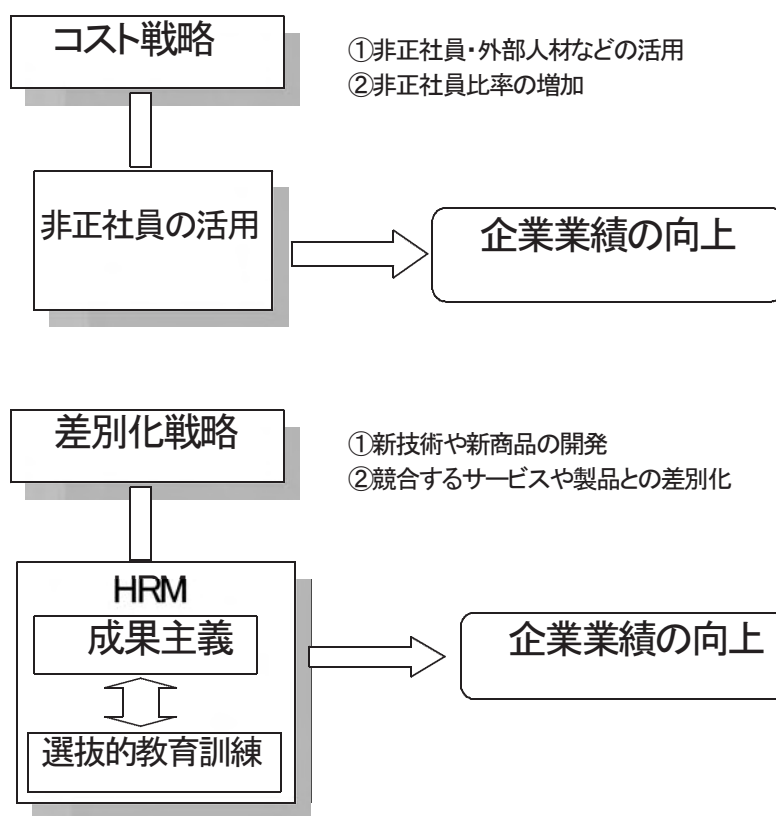 コスト戦略
①非正社員・外部人材などの活用
②非正社員比率の増加
非正社員の活用
企業業績の向上
差別化戦略
①新技術や新商品の開発
②競合するサービスや製品との差別化
HRM
成果主義
選抜的教育訓練
企業業績の向上